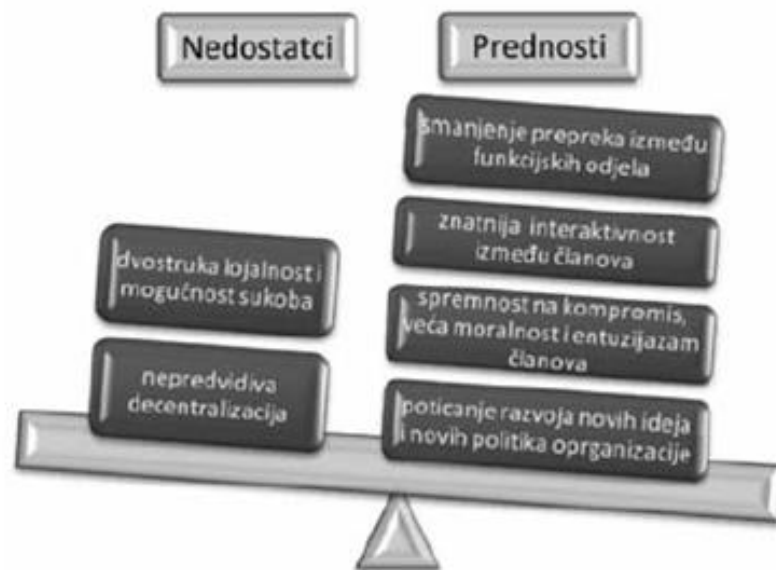 Nedostatci
Prednosti
smanjenje prepreka između
funkcijskih odjela
znatnija interaktivnost
između članova
spremnost na kompromis,
veća moralnost i entuzijazam
članova
poticanje razvoja novih ideja
i novih politika oprganizacije
dvostruka lojalnost i
mogućnost sukoba
nepredvidiva
decentralizacija